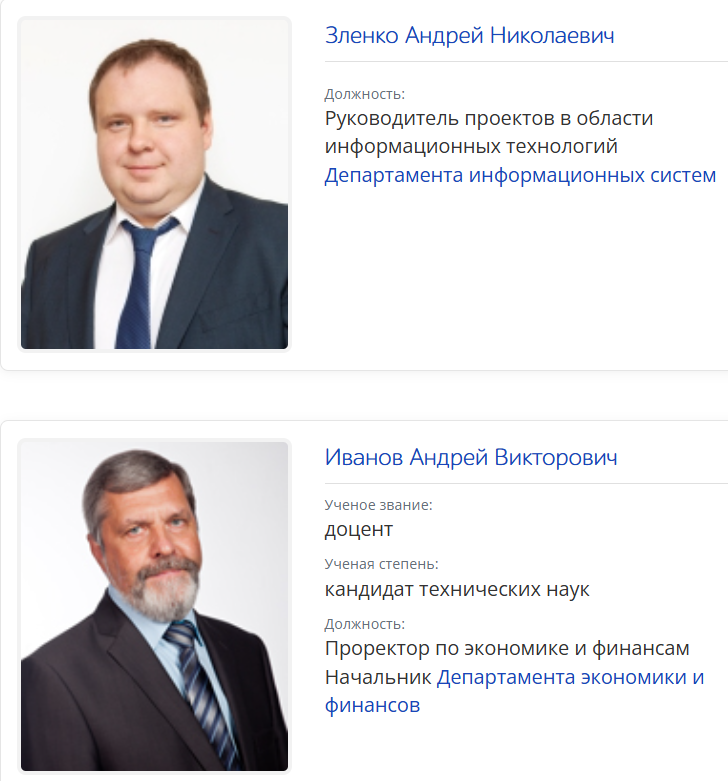 Зленко Андрей Николаевич
Должность:
Руководитель проектов в области
информационных технологий
Департамента информационных систем
Иванов Андрей Викторович
Ученое звание:
доцент
Ученая степень:
кандидат технических наук
Должность:
Проректор по экономике и финансам
Начальник Департамента экономики и
финансов